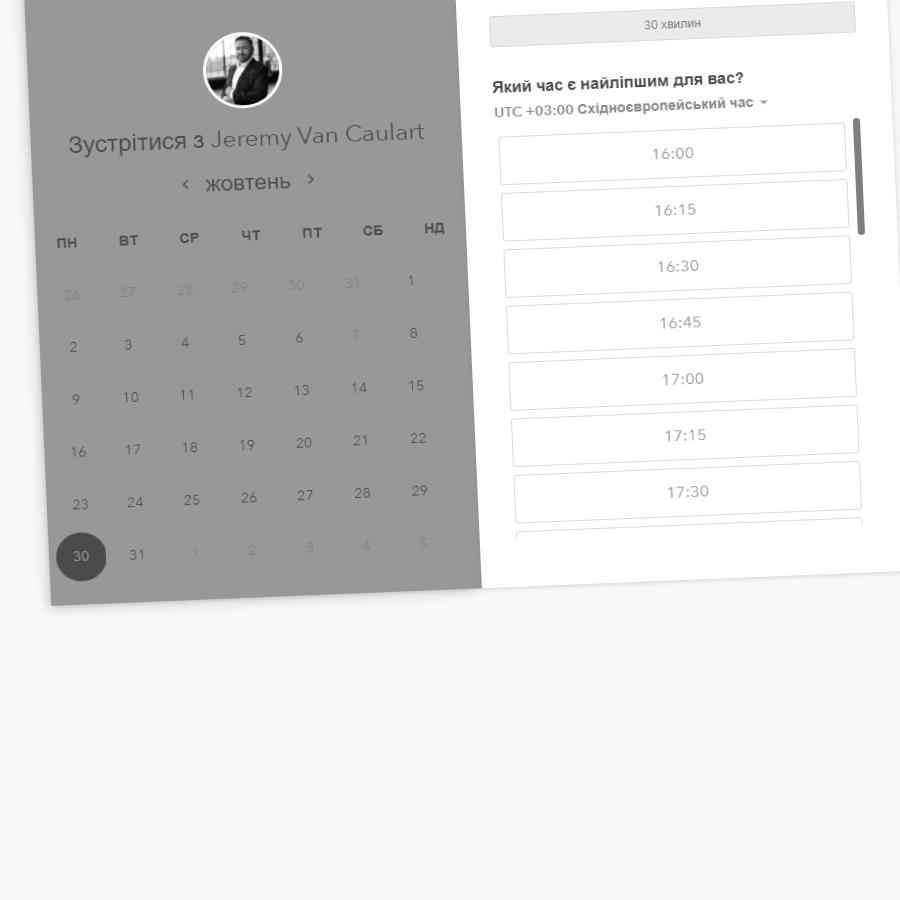 Зустрітися з Jeremy Van Caulart
‹ жовтень ›
ПН ВТ СР ЧТ ПТ СБ НД
26 27 28 29 30 31 1
2 3 4 5 6 7 8
9 10 11 12 13 14 15
16 17 18 19 20 21 22
23 24 25 26 27 28 29
30 31 1 2 3 4 5
30 хвилин
Який час є найліпшим для вас?
UTC +03:00 Східноєвропейський час
16:00
16:15
16:30
16:45
17:00
17:15
17:30